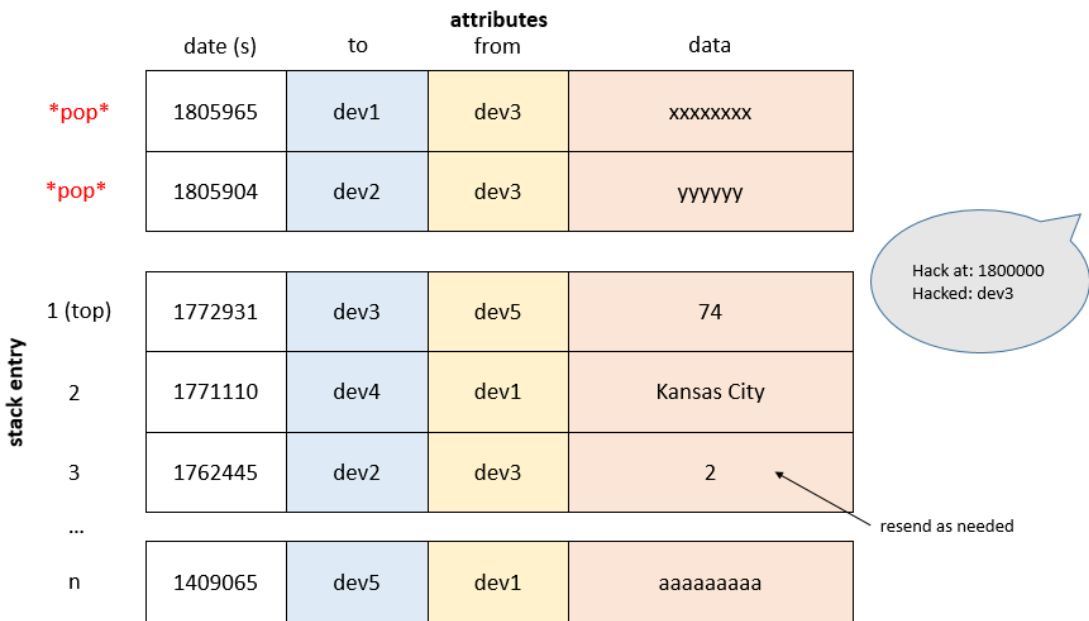 attributes
date (s) to from data
*pop* 1805965 dev1 dev3 xxxxxxxx
*pop* 1805904 dev2 dev3 yyyyyy
Hack at: 1800000
Hacked: dev3
stack entry
1 (top) 1772931 dev3 dev5 74
2 1771110 dev4 dev1 Kansas City
3 1762445 dev2 dev3 2
...
resend as needed
n 1409065 dev5 dev1 aaaaaaaaa